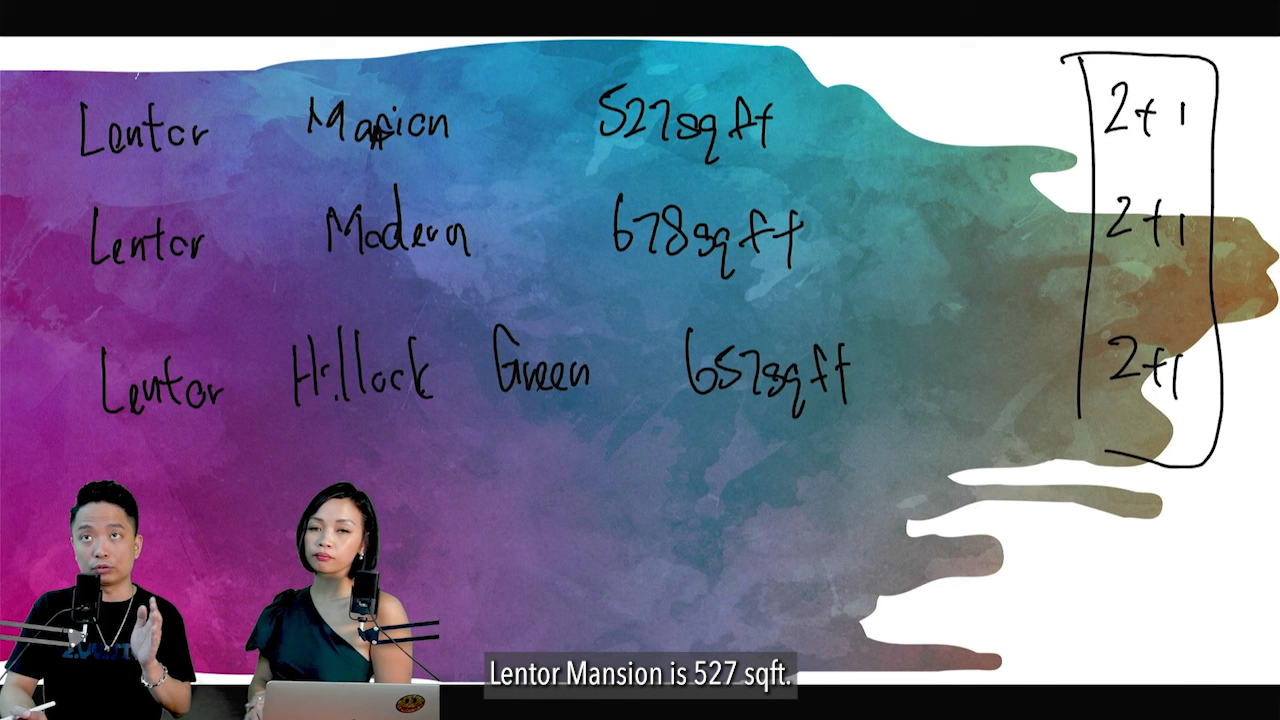 Lentor Mansion 527sqft 2+1
Lentor Modern 678sqft 2+1
Lentor Hillock Green 657sqft 2+1
Lentor Mansion is 527 sqft.